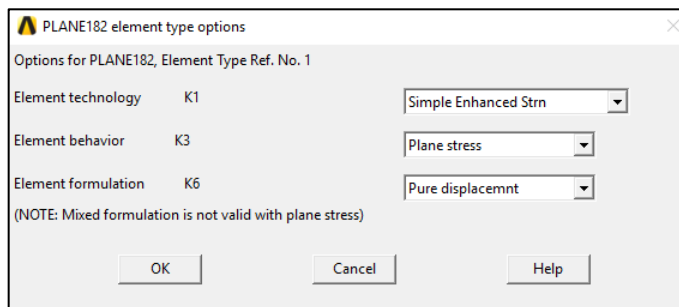 PLANE182 element type options
Options for PLANE182, Element Type Ref. No. 1
Element technology K1 Simple Enhanced Strn
Element behavior K3 Plane stress
Element formulation K6 Pure displacemnt
(NOTE: Mixed formulation is not valid with plane stress)
OK Cancel Help